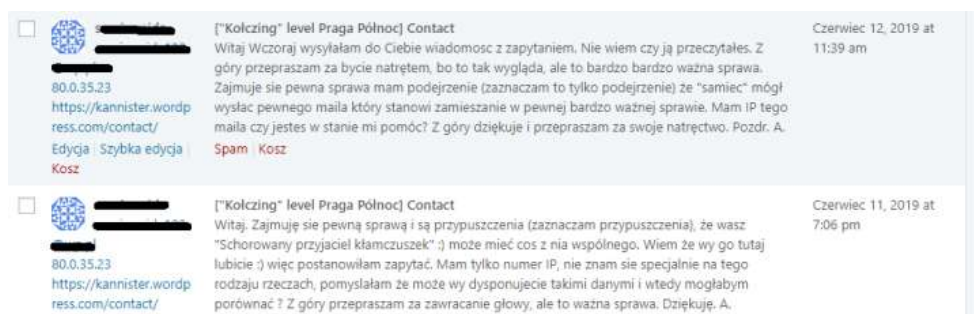 ["Kołczing" level Praga Północ] Contact
Czerwiec 12, 2019 at
11:39 am
Witaj Wczoraj wysyłałam do Ciebie wiadomosc z zapytaniem. Nie wiem czy ją przeczytałes. Z
góry przepraszam za bycie natrętem, bo to tak wygląda, ale to bardzo bardzo ważna sprawa.
Zajmuje sie pewna sprawa mam podejrzenie (zaznaczam to tylko podejrzenie) że "samiec" mógł
wysłac pewnego maila który stanowi zamieszanie w pewnej bardzo ważnej sprawie. Mam IP tego
maila czy jestes w stanie mi pomóc? Z góry dziękuje i przepraszam za swoje natręctwo. Pozdr. A.
80.0.35.23
https://kannister.wordp
ress.com/contact/
Edycja | Szybka edycja |
Kosz
Spam | Kosz
["Kołczing" level Praga Północ] Contact
Czerwiec 11, 2019 at
7:06 pm
Witaj. Zajmuję sie pewną sprawą i są przypuszczenia (zaznaczam przypuszczenia), że wasz
"Schorowany przyjaciel kłamczuszek" :) może mieć cos z nia wspólnego. Wiem że wy go tutaj
lubicie :) więc postanowiłam zapytać. Mam tylko numer IP, nie znam sie specjalnie na tego
rodzaju rzeczach, pomyslałam że może wy dysponujecie takimi danymi i wtedy mogłabym
porównać ? Z góry przepraszam za zawracanie głowy, ale to ważna sprawa. Dziękuję. A.
80.0.35.23
https://kannister.wordp
ress.com/contact/